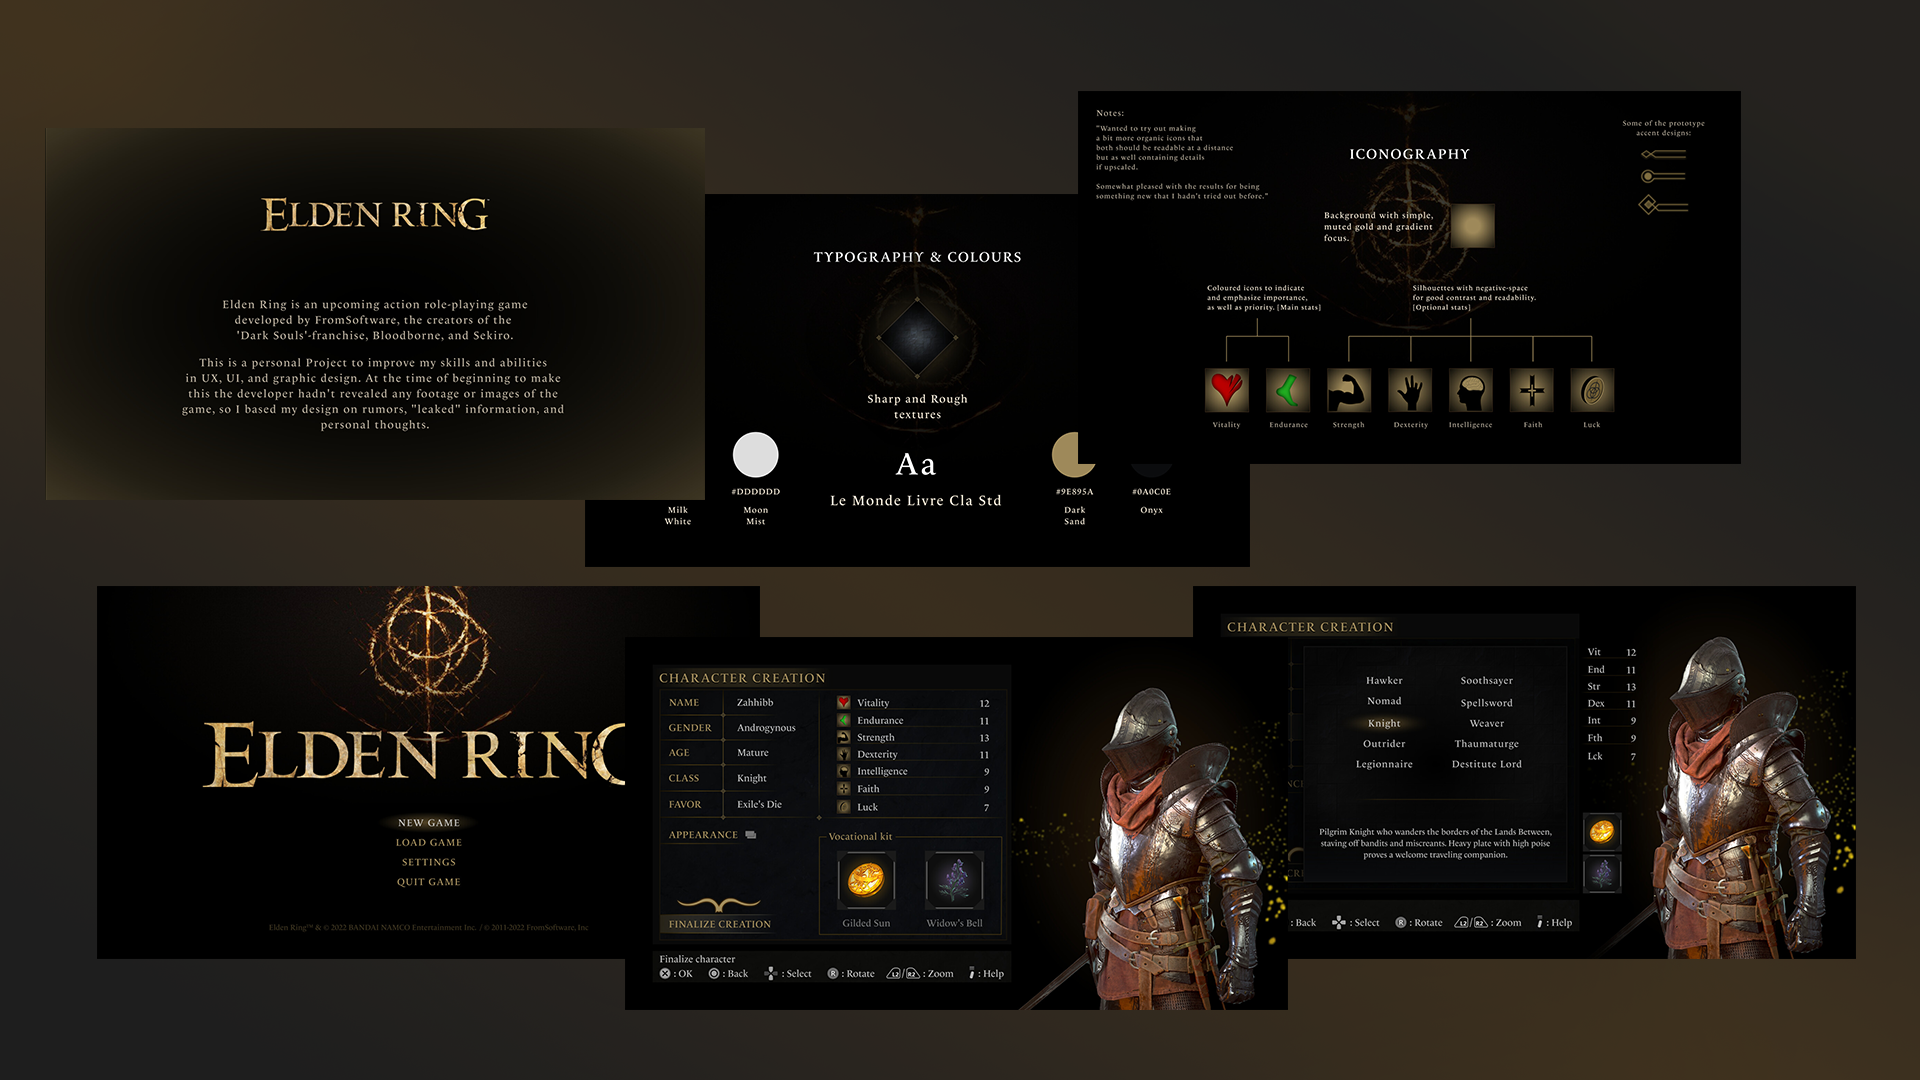 ELDEN RING
Elden Ring is an upcoming action role-playing game
developed by FromSoftware, the creators of the
'Dark Souls'-franchise, Bloodborne, and Sekiro.
This is a personal Project to improve my skills and abilities
in UX, UI, and graphic design. At the time of beginning to make
this the developer hadn't revealed any footage or images of the
game, so I based my design on rumors, "leaked" information, and
personal thoughts.
TYPOGRAPHY & COLOURS
Sharp and Rough
textures
Aa
Le Monde Livre Cla Std
Milk
White
#DDDDDD
Moon
Mist
#9E895A
Dark
Sand
#0A0C0E
Onyx
Notes:
"Wanted to try out making
a bit more organic icons that
both should be readable at a distance
but as well containing details
if upscaled.
Somewhat pleased with the results for being
something new that I hadn't tried out before."
ICONOGRAPHY
Some of the prototype
accent designs:
Background with simple,
muted gold and gradient
focus.
Coloured icons to indicate
and emphasize importance,
as well as priority. [Main stats]
Silhouettes with negative-space
for good contrast and readability.
[Optional stats]
Vitality
Endurance
Strength
Dexterity
Intelligence
Faith
Luck
ELDEN RING
NEW GAME
LOAD GAME
SETTINGS
QUIT GAME
Elden Ring™ & © 2022 BANDAI NAMCO Entertainment Inc. / © 2011-2022 FromSoftware, Inc
CHARACTER CREATION
NAME Zahhibb
GENDER Androgynous
AGE Mature
CLASS Knight
FAVOR Exile's Die
APPEARANCE
FINALIZE CREATION
Vitality 12
Endurance 11
Strength 13
Dexterity 11
Intelligence 9
Faith 9
Luck 7
Vocational kit
Gilded Sun
Widow's Bell
Finalize character
: OK : Back : Select R : Rotate L2/R2 : Zoom : Help
CHARACTER CREATION
Hawker Soothsayer
Nomad Spellsword
Knight Weaver
Outrider Thaumaturge
Legionnaire Destitute Lord
Pilgrim Knight who wanders the borders of the Lands Between,
staving off bandits and miscreants. Heavy plate with high poise
proves a welcome traveling companion.
Vit 12
End 11
Str 13
Dex 11
Int 9
Fth 9
Lck 7
: Back : Select R : Rotate L2/R2 : Zoom : Help